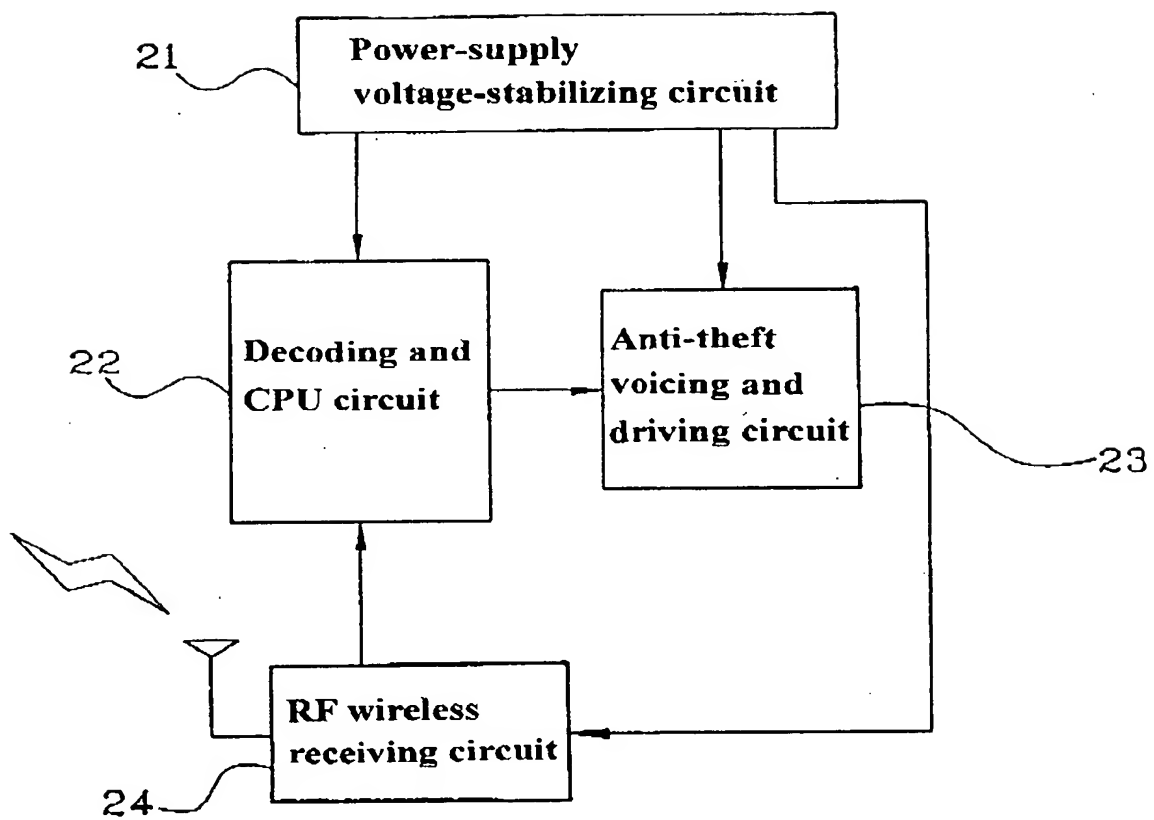 21
Power-supply
voltage-stabilizing circuit
22
Decoding and
CPU circuit
Anti-theft
voicing and
driving circuit
23
RF wireless
receiving circuit
24